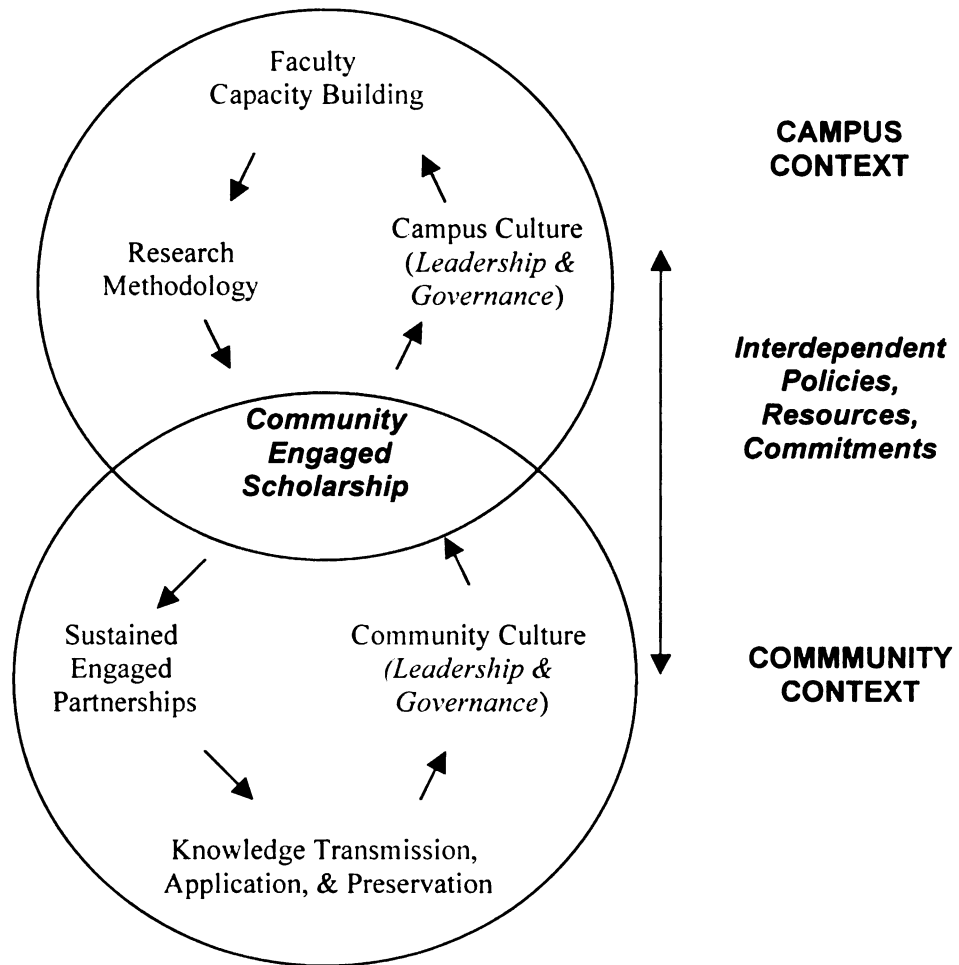 Faculty
Capacity Building
CAMPUS
CONTEXT
Research
Methodology
Campus Culture
(Leadership &
Governance)
Interdependent
Policies,
Resources,
Commitments
Community
Engaged
Scholarship
Sustained
Engaged
Partnerships
Community Culture
(Leadership &
Governance)
COMMMUNITY
CONTEXT
Knowledge Transmission,
Application, & Preservation